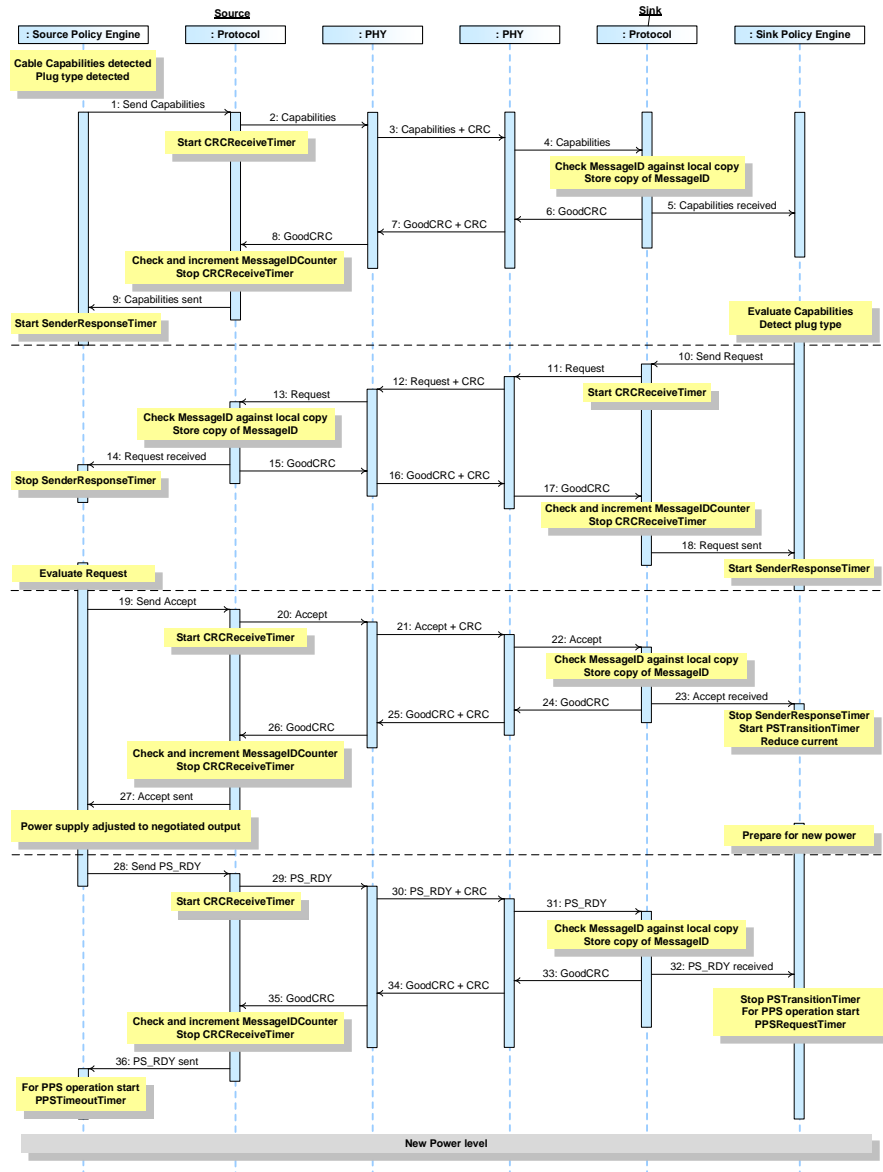 Source
Sink
: Source Policy Engine
: Protocol
: PHY
: PHY
: Protocol
: Sink Policy Engine
Cable Capabilities detected
Plug type detected
1: Send Capabilities
2: Capabilities
Start CRCReceiveTimer
3: Capabilities + CRC
4: Capabilities
Check MessageID against local copy
Store copy of MessageID
5: Capabilities received
6: GoodCRC
7: GoodCRC + CRC
8: GoodCRC
Check and increment MessageIDCounter
Stop CRCReceiveTimer
9: Capabilities sent
Start SenderResponseTimer
Evaluate Capabilities
Detect plug type
10: Send Request
11: Request
Start CRCReceiveTimer
12: Request + CRC
13: Request
Check MessageID against local copy
Store copy of MessageID
14: Request received
15: GoodCRC
Stop SenderResponseTimer
16: GoodCRC + CRC
17: GoodCRC
Check and increment MessageIDCounter
Stop CRCReceiveTimer
18: Request sent
Start SenderResponseTimer
Evaluate Request
19: Send Accept
20: Accept
Start CRCReceiveTimer
21: Accept + CRC
22: Accept
Check MessageID against local copy
Store copy of MessageID
23: Accept received
24: GoodCRC
25: GoodCRC + CRC
26: GoodCRC
Stop SenderResponseTimer
Start PSTransitionTimer
Reduce current
Check and increment MessageIDCounter
Stop CRCReceiveTimer
27: Accept sent
Power supply adjusted to negotiated output
Prepare for new power
28: Send PS_RDY
29: PS_RDY
Start CRCReceiveTimer
30: PS_RDY + CRC
31: PS_RDY
Check MessageID against local copy
Store copy of MessageID
32: PS_RDY received
33: GoodCRC
34: GoodCRC + CRC
35: GoodCRC
Stop PSTransitionTimer
For PPS operation start
PPSRequestTimer
Check and increment MessageIDCounter
Stop CRCReceiveTimer
36: PS_RDY sent
For PPS operation start
PPSTimeoutTimer
New Power level